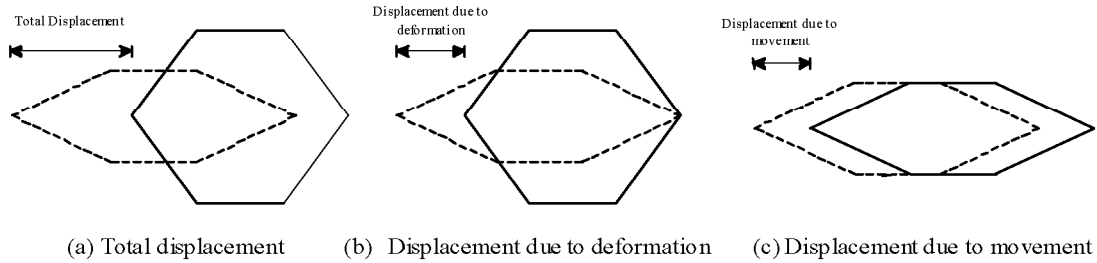 Total Displacement
Displacement due to
deformation
Displacement due to
movement
(a) Total displacement
(b) Displacement due to deformation
(c) Displacement due to movement